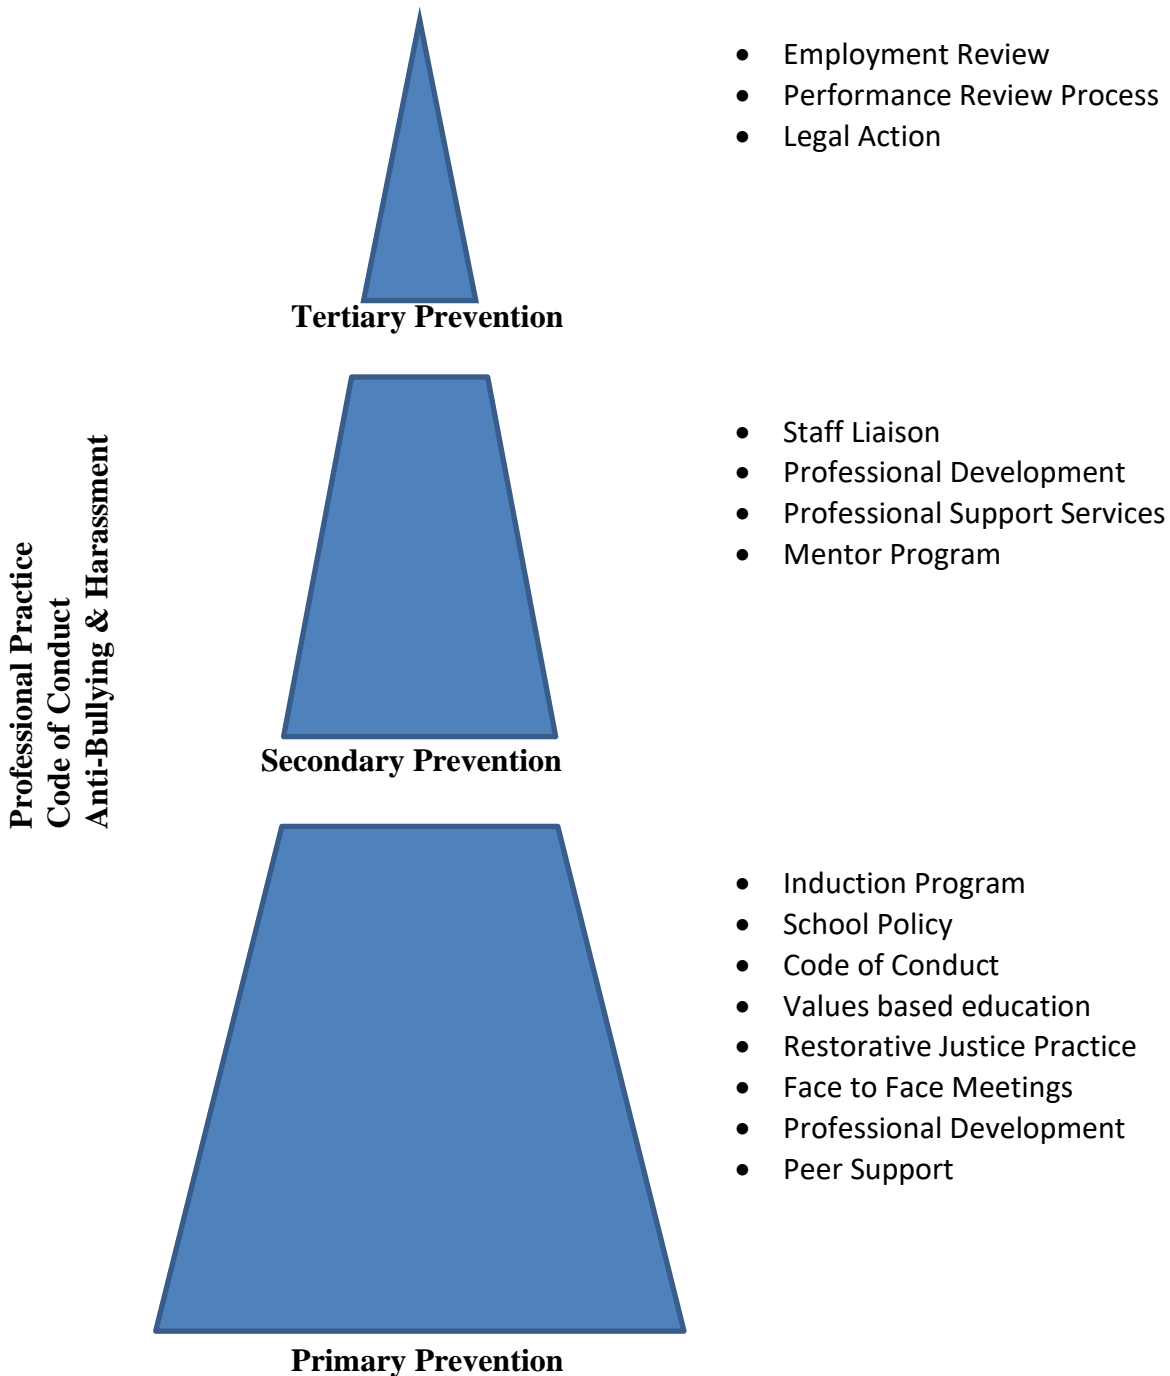 • Employment Review
• Performance Review Process
• Legal Action
Tertiary Prevention
Professional Practice
Code of Conduct
Anti-Bullying & Harassment
• Staff Liaison
• Professional Development
• Professional Support Services
• Mentor Program
Secondary Prevention
• Induction Program
• School Policy
• Code of Conduct
• Values based education
• Restorative Justice Practice
• Face to Face Meetings
• Professional Development
• Peer Support
Primary Prevention